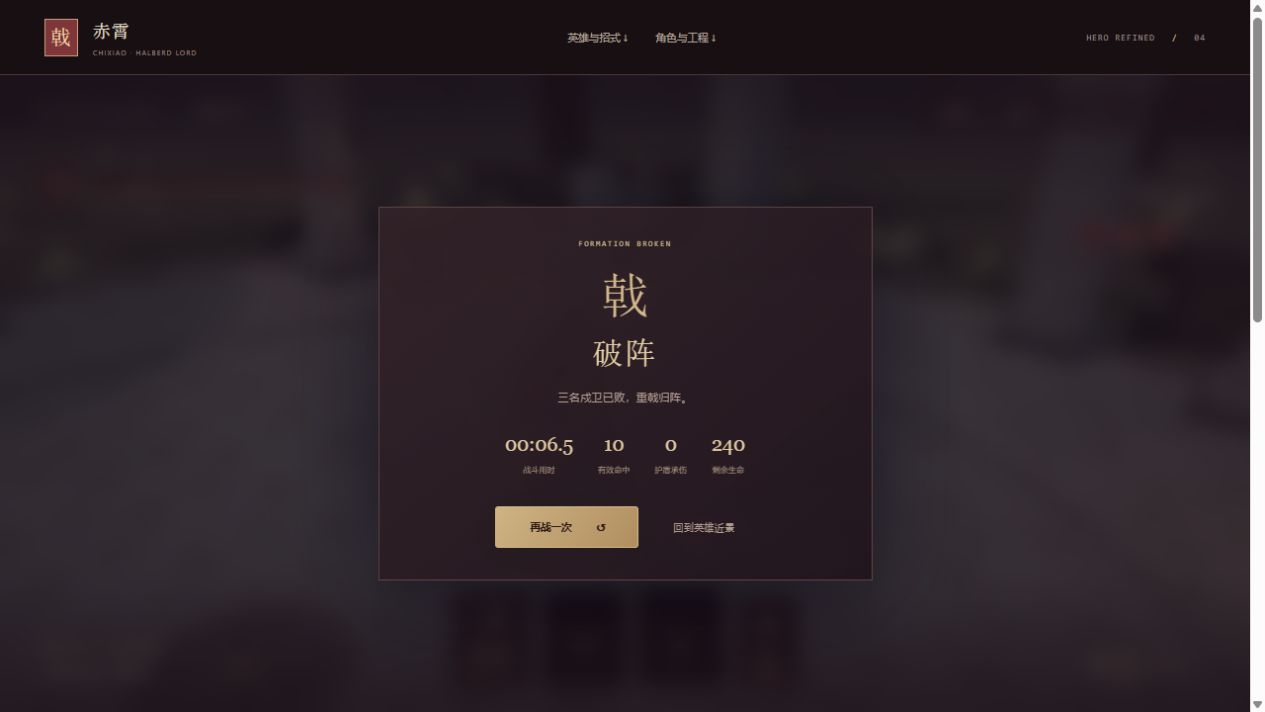 戟
赤霄
CHIXIAO · HALBERD LORD
英雄与招式↓ 角色与工程↓
HERO REFINED / 04
FORMATION BROKEN
戟
破阵
三名戍卫已败，重戟归阵。
00:06.5 10 0 240
战斗用时 有效命中 护盾承伤 剩余生命
再战一次 ↺ 回到英雄近景